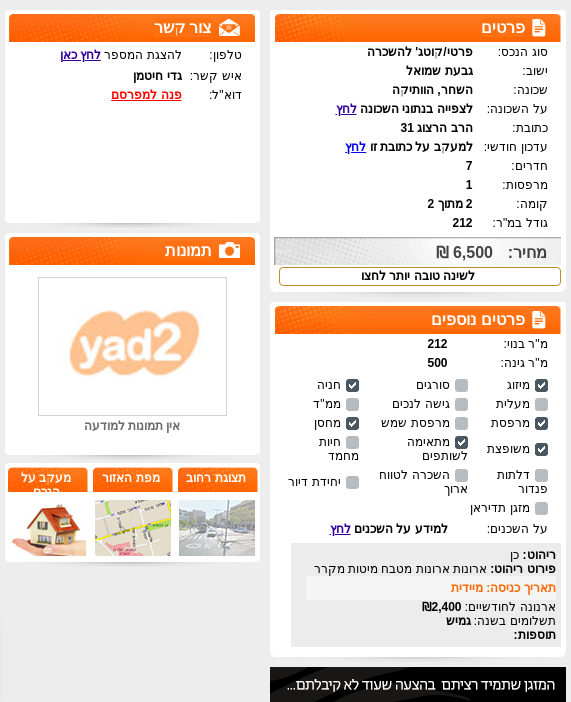 פרטים
סוג הנכס: פרטי/קוטג' להשכרה
ישוב: גבעת שמואל
שכונה: השחר, הוותיקה
על השכונה: לצפייה בנתוני השכונה לחץ
כתובת: הרב הרצוג 31
עדכון חודשי: למעקב על כתובת זו לחץ
חדרים: 7
מרפסות: 1
קומה: 2 מתוך 2
גודל במ"ר: 212
מחיר: 6,500 ₪
לשינה טובה יותר לחצו
פרטים נוספים
מ"ר בנוי: 212
מ"ר גינה: 500
מיזוג סורגים חניה
מעלית גישה לנכים ממ"ד
מרפסת מרפסת שמש מחסן
משופצת מתאימה לשותפים חיות מחמד
דלתות פנדור השכרה לטווח ארוך יחידת דיור
מזגן תדיראן
על השכנים: למידע על השכנים לחץ
ריהוט: כן
פירוט ריהוט: ארונות ארונות מטבח מיטות מקרר
תאריך כניסה: מיידית
ארנונה לחודשיים: 2,400₪
תשלומים בשנה: גמיש
תוספות:
המזגן שתמיד רציתם בהצעה שעוד לא קיבלתם...
צור קשר
טלפון: להצגת המספר לחץ כאן
איש קשר: גדי חיטמן
דוא"ל: פנה למפרסם
תמונות
yad2
אין תמונות למודעה
תצוגת רחוב
מפת האזור
מעקב על
הנכס